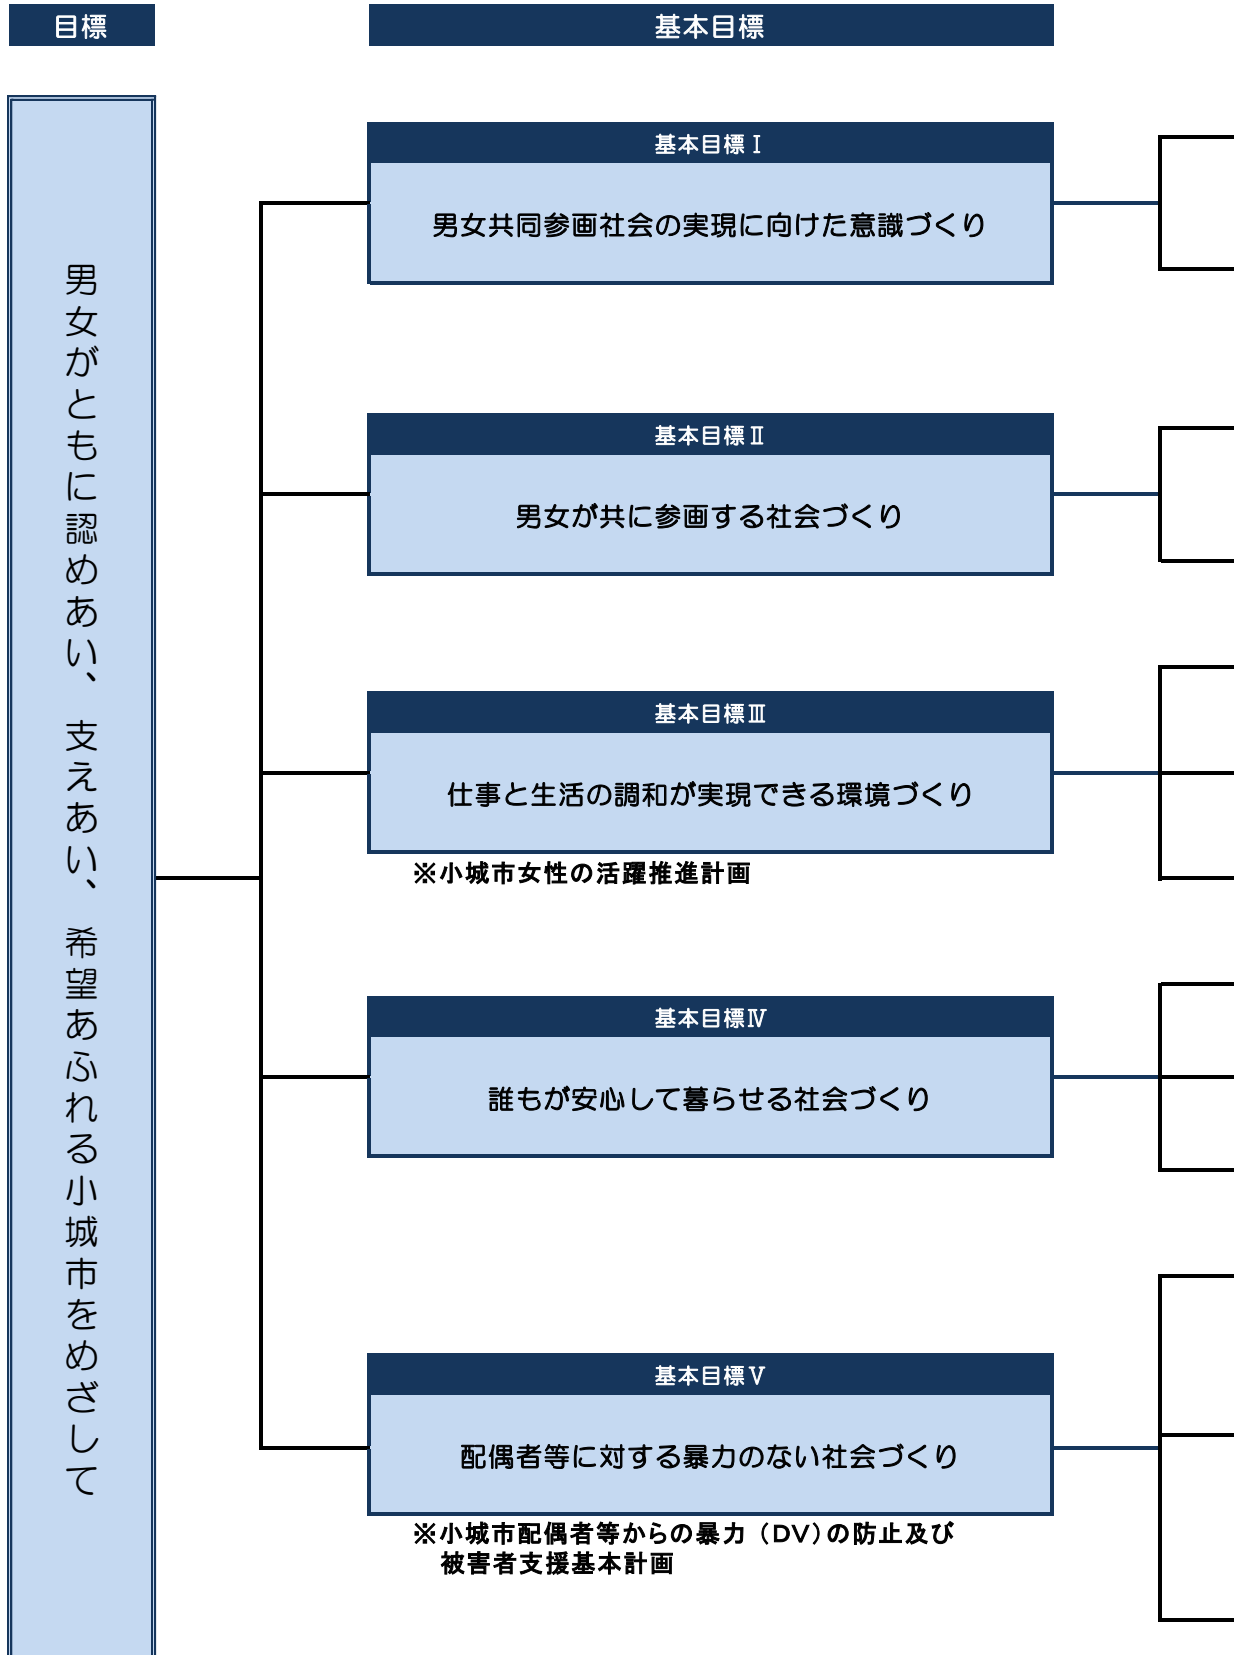 目標
基本目標
男女がともに認めあい、支えあい、希望あふれる小城市をめざして
基本目標Ⅰ
男女共同参画社会の実現に向けた意識づくり
基本目標Ⅱ
男女が共に参画する社会づくり
基本目標Ⅲ
仕事と生活の調和が実現できる環境づくり
※小城市女性の活躍推進計画
基本目標Ⅳ
誰もが安心して暮らせる社会づくり
基本目標Ⅴ
配偶者等に対する暴力のない社会づくり
※小城市配偶者等からの暴力（DV）の防止及び
被害者支援基本計画